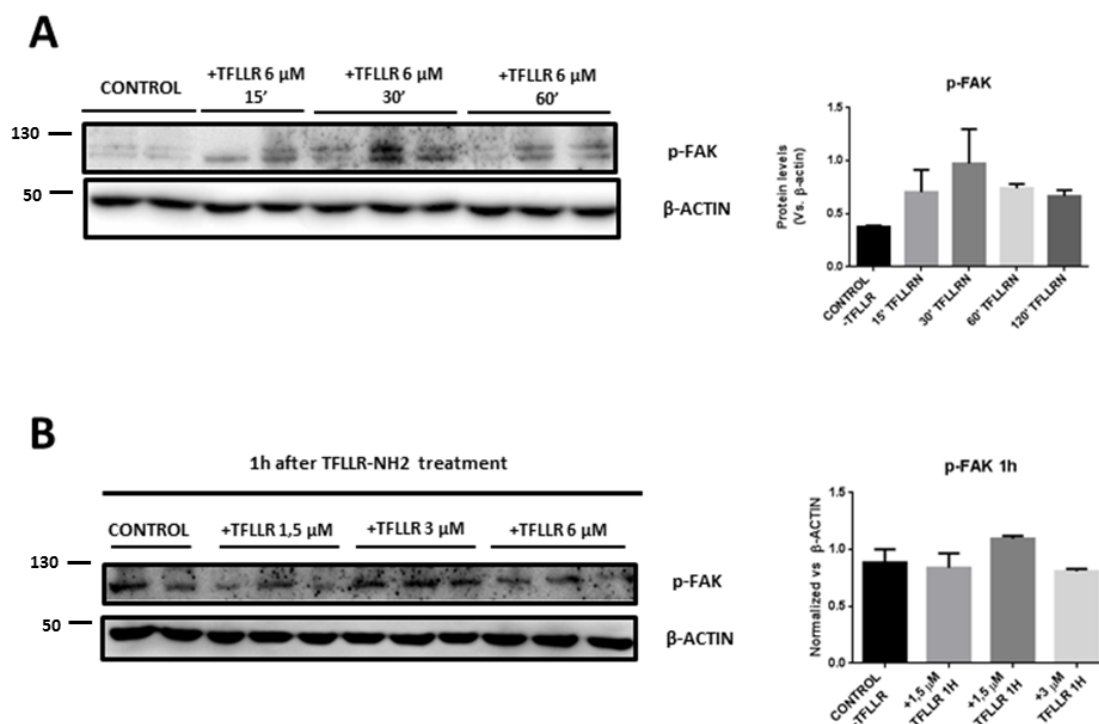 A
CONTROL
+TFLLR 6 µM
15’
+TFLLR 6 µM
30’
+TFLLR 6 µM
60’
130
50
p-FAK
β-ACTIN
p-FAK
Protein levels
(Vs. β-actin)
1.5
1.0
0.5
0.0
CONTROL
-TFLLR
15' TFLLRN
30' TFLLRN
60' TFLLRN
120' TFLLRN
B
1h after TFLLR-NH2 treatment
CONTROL
+TFLLR 1,5 µM
+TFLLR 3 µM
+TFLLR 6 µM
130
50
p-FAK
β-ACTIN
p-FAK 1h
Normalized vs β-ACTIN
1.5
1.0
0.5
0.0
CONTROL
-TFLLR
+1,5 µM
TFLLR 1H
+1,5 µM
TFLLR 1H
+3 µM
TFLLR 1H